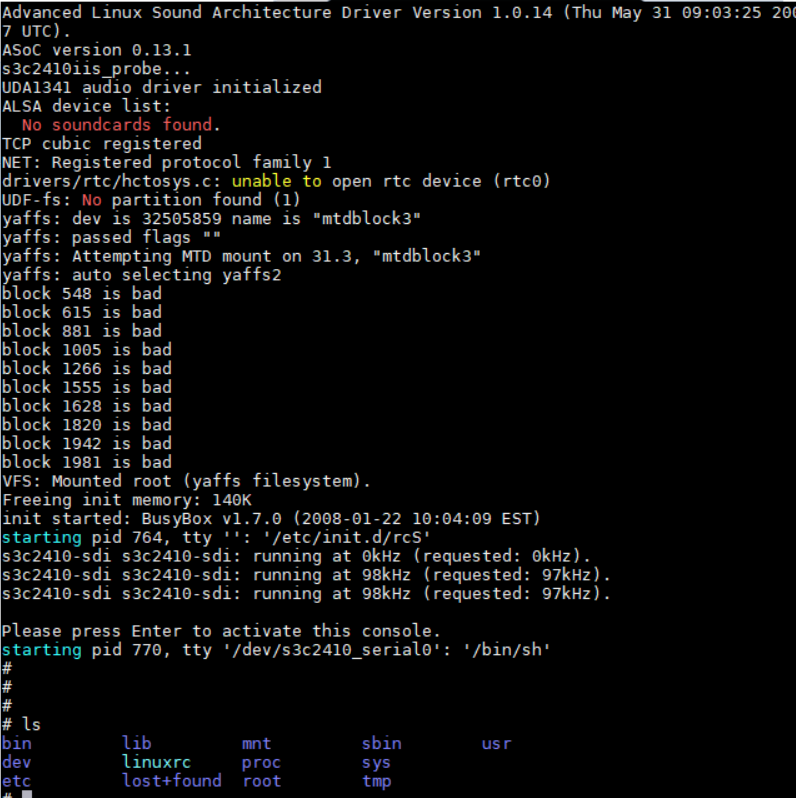 Advanced Linux Sound Architecture Driver Version 1.0.14 (Thu May 31 09:03:25 200
7 UTC).
ASoC version 0.13.1
s3c2410iis_probe...
UDA1341 audio driver initialized
ALSA device list:
  No soundcards found.
TCP cubic registered
NET: Registered protocol family 1
drivers/rtc/hctosys.c: unable to open rtc device (rtc0)
UDF-fs: No partition found (1)
yaffs: dev is 32505859 name is "mtdblock3"
yaffs: passed flags ""
yaffs: Attempting MTD mount on 31.3, "mtdblock3"
yaffs: auto selecting yaffs2
block 548 is bad
block 615 is bad
block 881 is bad
block 1005 is bad
block 1266 is bad
block 1555 is bad
block 1628 is bad
block 1820 is bad
block 1942 is bad
block 1981 is bad
VFS: Mounted root (yaffs filesystem).
Freeing init memory: 140K
init started: BusyBox v1.7.0 (2008-01-22 10:04:09 EST)
starting pid 764, tty '': '/etc/init.d/rcS'
s3c2410-sdi s3c2410-sdi: running at 0kHz (requested: 0kHz).
s3c2410-sdi s3c2410-sdi: running at 98kHz (requested: 97kHz).
s3c2410-sdi s3c2410-sdi: running at 98kHz (requested: 97kHz).

Please press Enter to activate this console.
starting pid 770, tty '/dev/s3c2410_serial0': '/bin/sh'
#
#
#
# ls
bin         lib         mnt         sbin        usr
dev         linuxrc     proc        sys
etc         lost+found  root        tmp
#